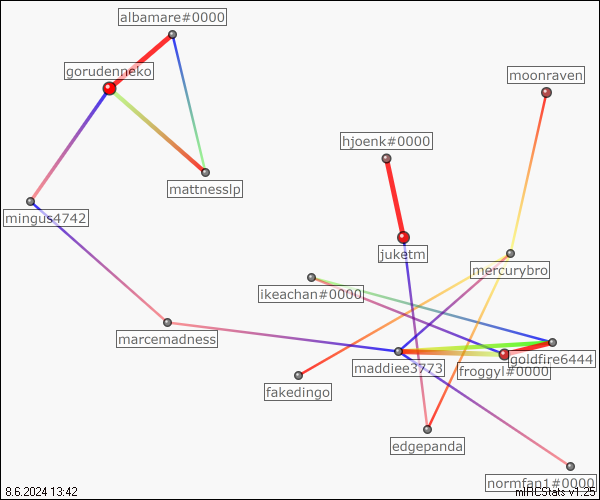 albamare#0000
gorudenneko
moonraven
hjoenk#0000
mattnesslp
mingus4742
juketm
mercurybro
ikeachan#0000
marcemadness
goldfire6444
maddiee3773
froggyl#0000
fakedingo
edgepanda
normfan1#0000
8.6.2024 13:42
mIRCStats v1.25